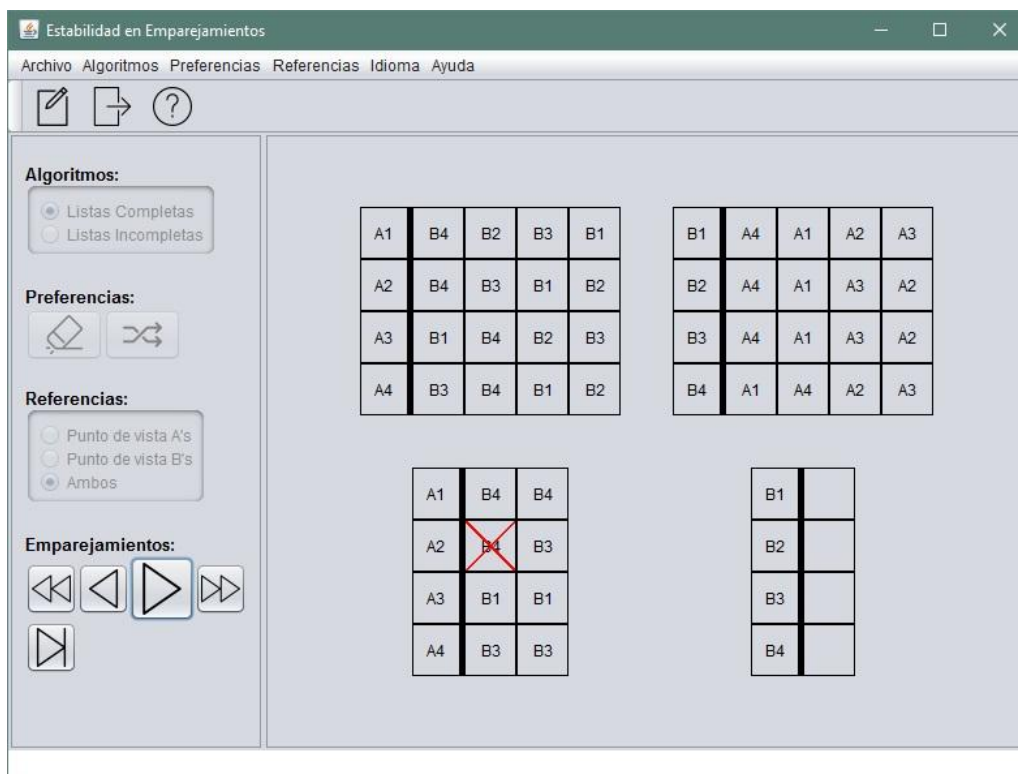 Estabilidad en Emparejamientos
Archivo Algoritmos Preferencias Referencias Idioma Ayuda
?
Algoritmos:
Listas Completas
Listas Incompletas
Preferencias:
Referencias:
Punto de vista A's
Punto de vista B's
Ambos
Emparejamientos:
A1 B4 B2 B3 B1
A2 B4 B3 B1 B2
A3 B1 B4 B2 B3
A4 B3 B4 B1 B2
B1 A4 A1 A2 A3
B2 A4 A1 A3 A2
B3 A4 A1 A3 A2
B4 A1 A4 A2 A3
A1 B4 B4
A2 B4 B3
A3 B1 B1
A4 B3 B3
B1
B2
B3
B4